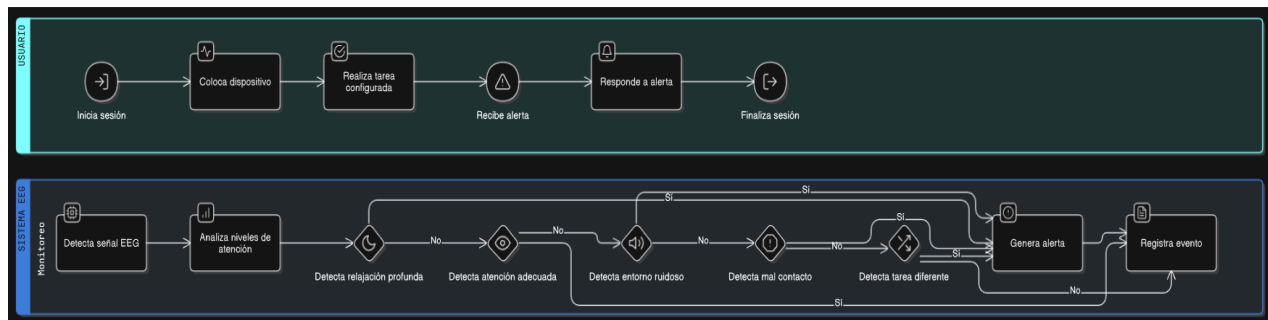 USUARIO
Inicia sesión
Coloca dispositivo
Realiza tarea
configurada
Recibe alerta
Responde a alerta
Finaliza sesión
SISTEMA EEG
Monitoreo
Detecta señal EEG
Analiza niveles de
atención
Detecta relajación profunda
No
Sí
Detecta atención adecuada
No
Sí
Detecta entorno ruidoso
No
Sí
Detecta mal contacto
No
Sí
Detecta tarea diferente
Sí
No
Genera alerta
Registra evento